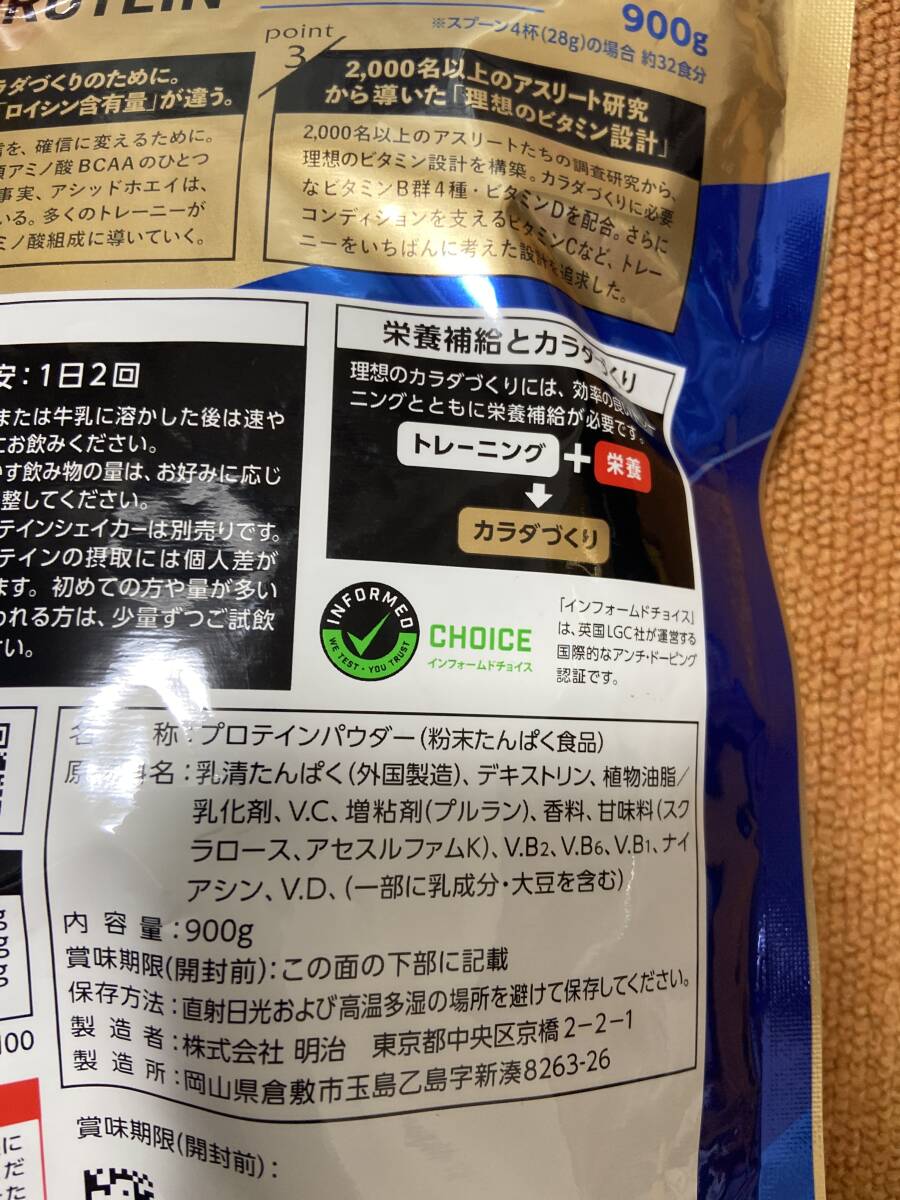 ROTEIN
900g
※スプーン4杯(28g)の場合 約32食分
ラダづくりのために。
「ロイシン含有量」が違う。
を、確信に変えるために。
アミノ酸BCAAのひとつ
事実、アシッドホエイは、
いる。多くのトレーニーが
ミノ酸組成に導いていく。
point
3
2,000名以上のアスリート研究
から導いた「理想のビタミン設計」
2,000名以上のアスリートたちの調査研究から、
理想のビタミン設計を構築。カラダづくりに必要
なビタミンB群4種・ビタミンDを配合。さらに
コンディションを支えるビタミンCなど、トレー
ニーをいちばんに考えた設計を追求した。
安:1日2回
または牛乳に溶かした後は速や
にお飲みください。
かす飲み物の量は、お好みに応じ
整してください。
テインシェイカーは別売りです。
テインの摂取には個人差が
ます。初めての方や量が多い
われる方は、少量ずつご試飲
さい。
栄養補給とカラダづくり
理想のカラダづくりには、効率の良いトレー
ニングとともに栄養補給が必要です。
トレーニング + 栄養
カラダづくり
INFORMED
WE TEST · YOU TRUST
CHOICE
インフォームドチョイス
「インフォームドチョイス」
は、英国LGC社が運営する
国際的なアンチ・ドーピング
認証です。
名 称:プロテインパウダー(粉末たんぱく食品)
原材料名:乳清たんぱく(外国製造)、デキストリン、植物油脂/
乳化剤、V.C、増粘剤(プルラン)、香料、甘味料(スク
ラロース、アセスルファムK)、V.B2、V.B6、V.B1、ナイ
アシン、V.D、(一部に乳成分・大豆を含む)
内 容 量:900g
賞味期限(開封前):この面の下部に記載
保存方法:直射日光および高温多湿の場所を避けて保存してください。
製 造 者:株式会社 明治 東京都中央区京橋2-2-1
製 造 所:岡山県倉敷市玉島乙島字新湊8263-26
g
g
g
100
に
だ
た
賞味期限(開封前):